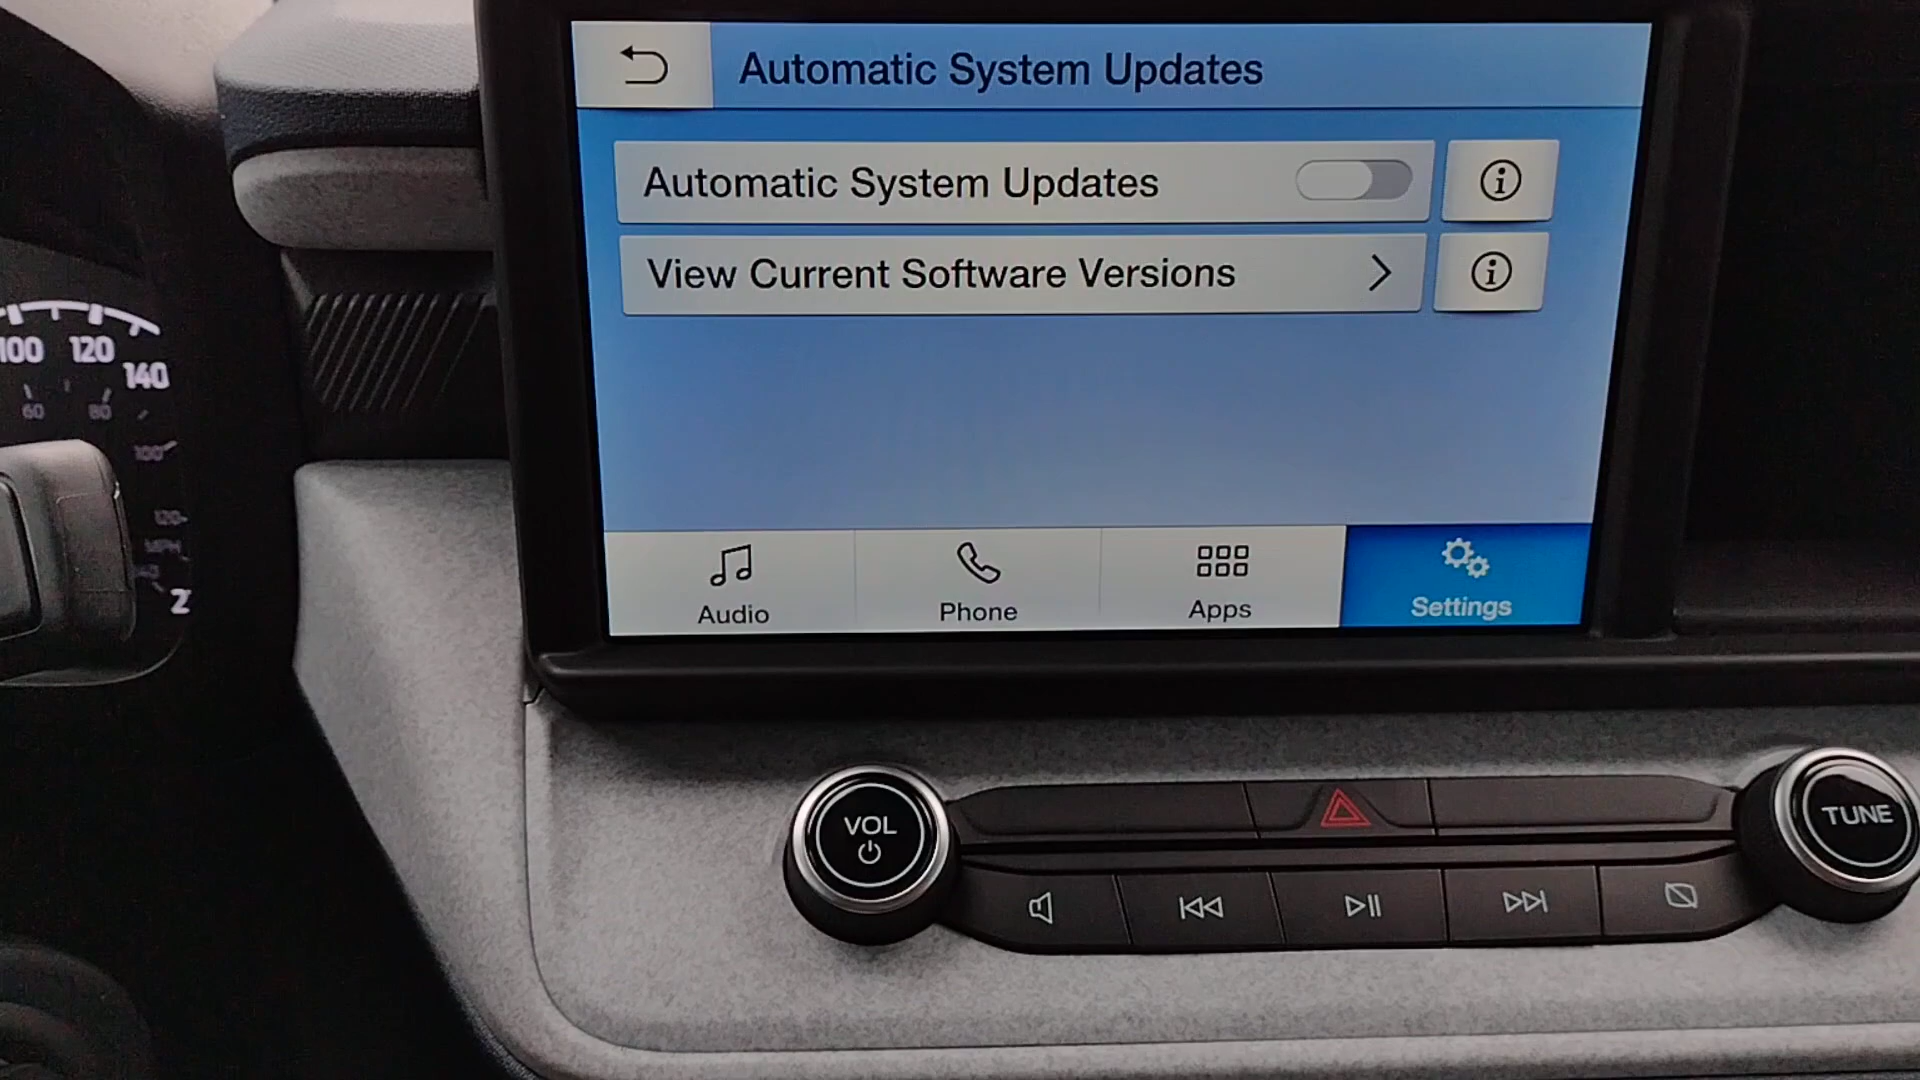 Automatic System Updates
Automatic System Updates
View Current Software Versions
Audio
Phone
Apps
Settings
100
120
140
60
80
100
120
MPH
VOL
TUNE